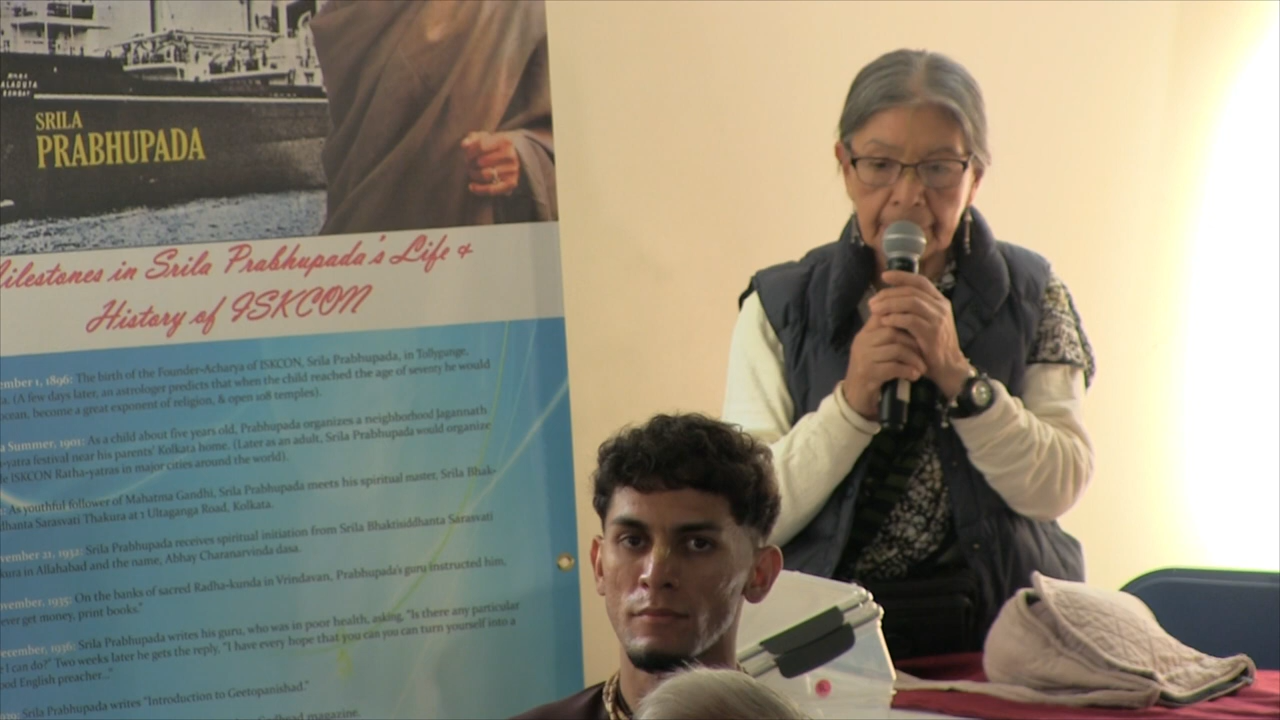 SRILA
PRABHUPADA
ilestones in Srila Prabhupada's Life &
History of ISKCON
ember 1, 1896: The birth of the Founder-Acharya of ISKCON, Srila Prabhupada, in Tollygunge,
a. (A few days later, an astrologer predicts that when the child reached the age of seventy he would
ocean, become a great exponent of religion, & open 108 temples).
a Summer, 1901: As a child about five years old, Prabhupada organizes a neighborhood Jagannath
yatra festival near his parents' Kolkata home. (Later as an adult, Srila Prabhupada would organize
e ISKCON Ratha-yatras in major cities around the world).
As youthful follower of Mahatma Gandhi, Srila Prabhupada meets his spiritual master, Srila Bhak-
dhanta Sarasvati Thakura at 1 Ultaganga Road, Kolkata.
vember 21, 1932: Srila Prabhupada receives spiritual initiation from Srila Bhaktisiddhanta Sarasvati
kura in Allahabad and the name, Abhay Charanarvinda dasa.
vember, 1935: On the banks of sacred Radha-kunda in Vrindavan, Prabhupada's guru instructed him,
ever get money, print books."
ecember, 1936: Srila Prabhupada writes his guru, who was in poor health, asking, "Is there any particular
r I can do?" Two weeks later he gets the reply, "I have every hope that you can you can turn yourself into a
ood English preacher..."
Srila Prabhupada writes "Introduction to Geetopanishad."
Godhead magazine.